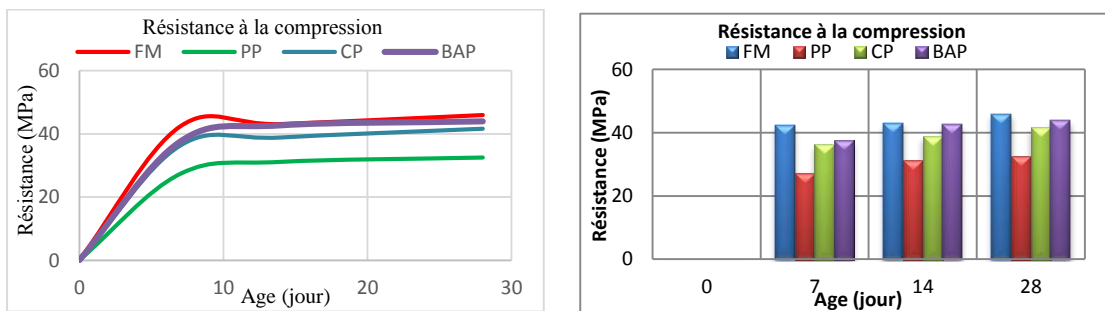 Résistance à la compression
FM PP CP BAP
60
40
20
0
Résistance (MPa)
0 10 20 30
Age (jour)
Résistance à la compression
FM PP CP BAP
60
40
20
0
Résistance (MPa)
0 7 14 28
Age (jour)